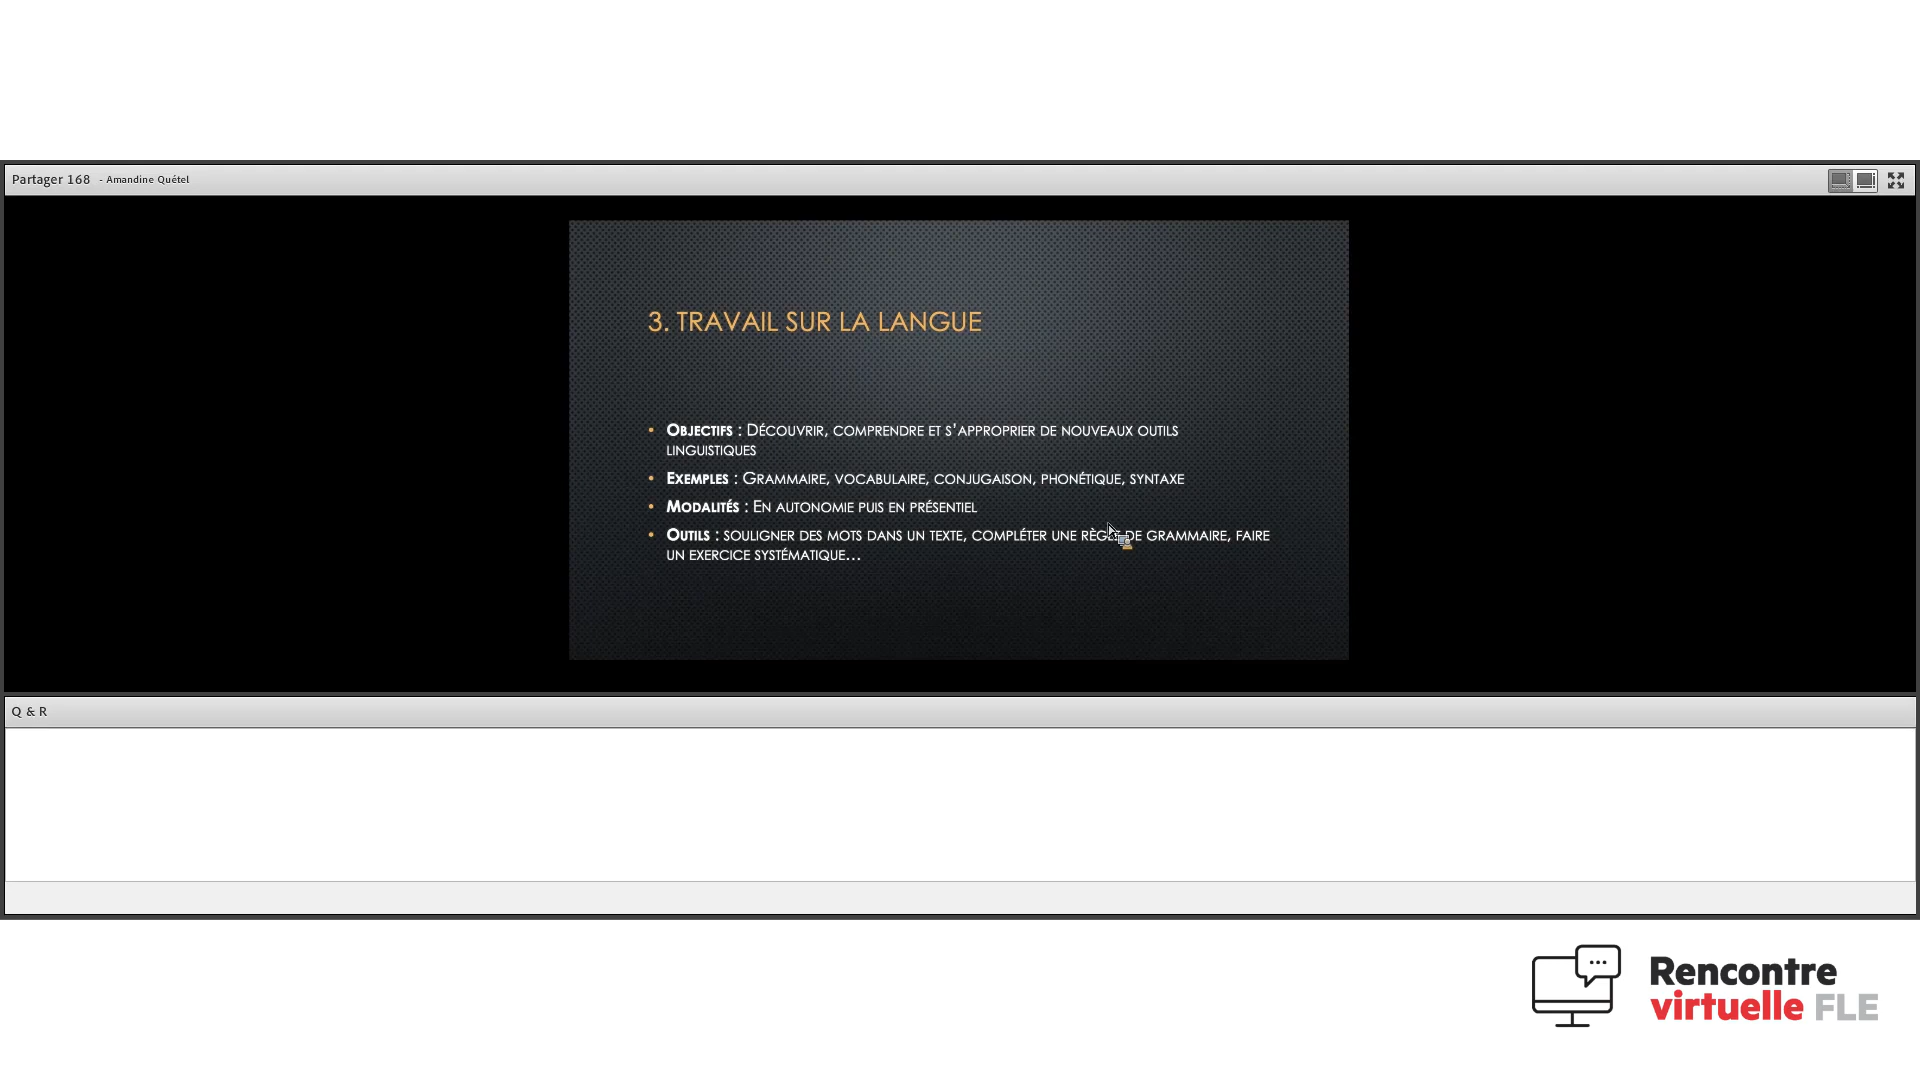 Partager 168 - Amandine Quétel
3. TRAVAIL SUR LA LANGUE
• Objectifs : Découvrir, comprendre et s'approprier de nouveaux outils
linguistiques
• Exemples : Grammaire, vocabulaire, conjugaison, phonétique, syntaxe
• Modalités : En autonomie puis en présentiel
• Outils : souligner des mots dans un texte, compléter une règle de grammaire, faire
un exercice systématique...
Q & R
Rencontre
virtuelle FLE